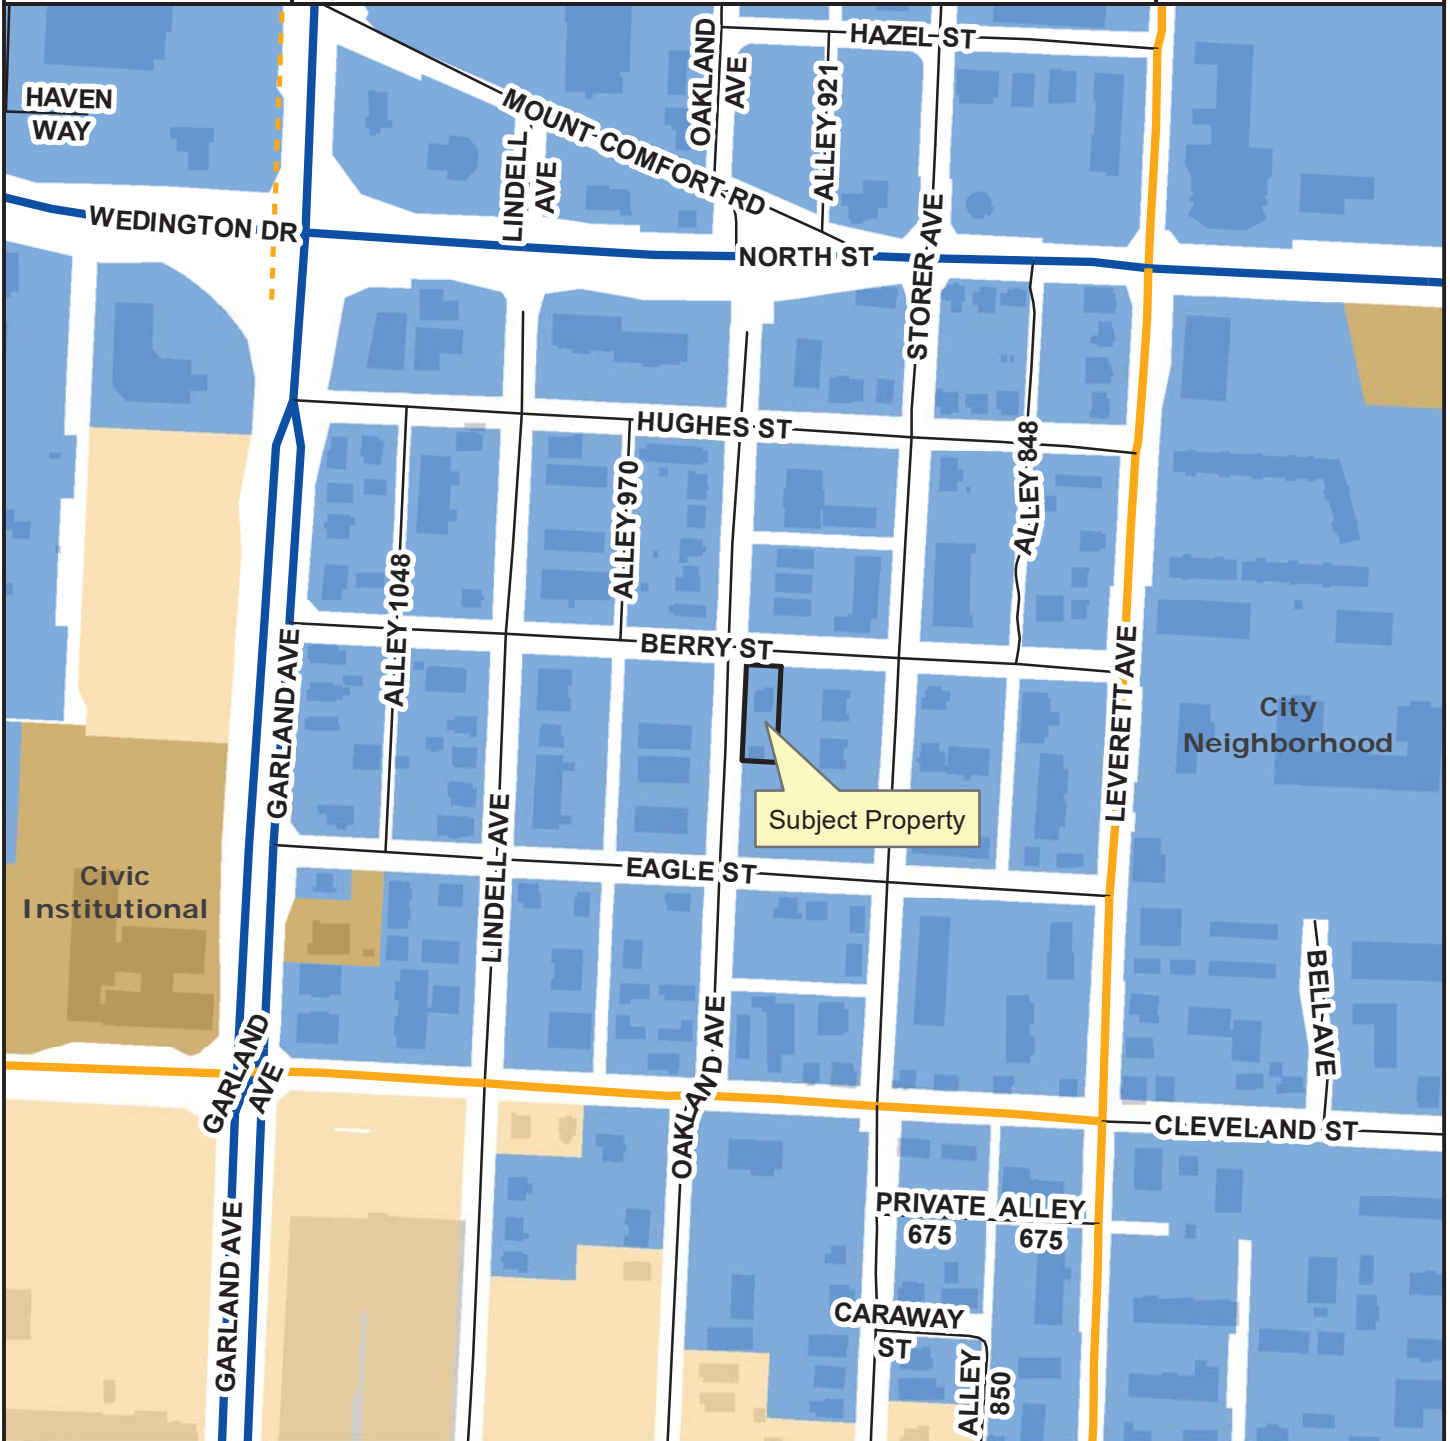 HAZEL ST
OAKLAND
AVE
ALLEY 921
HAVEN
WAY
MOUNT COMFORT RD
LINDELL
AVE
WEDINGTON DR
NORTH ST
STORER AVE
HUGHES ST
ALLEY 848
ALLEY 970
ALLEY 1048
BERRY ST
GARLAND AVE
LEVERETT AVE
City
Neighborhood
Subject Property
LINDELL AVE
EAGLE ST
Civic
Institutional
BELL AVE
OAKLAND AVE
GARLAND
AVE
CLEVELAND ST
PRIVATE ALLEY
675 675
GARLAND AVE
CARAWAY
ST
ALLEY
850